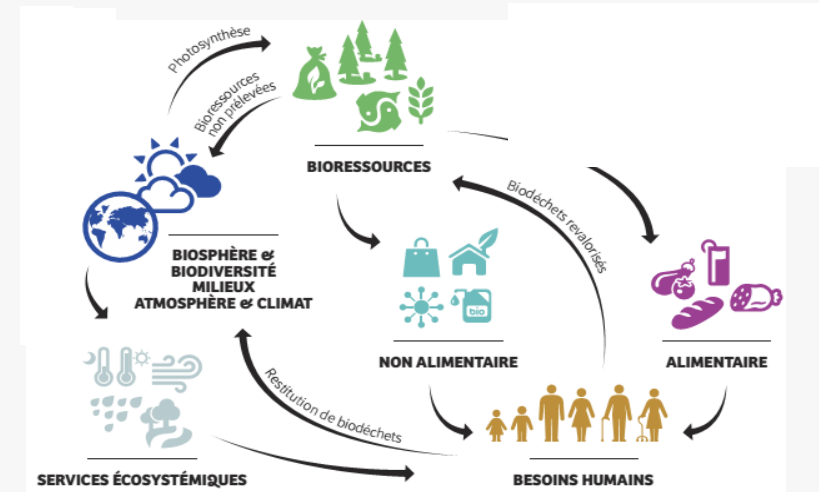 Photosynthèse
Bioressources
non prélevées
BIORESSOURCES
Biodéchets revalorisés
BIOSPHÈRE &
BIODIVERSITÉ
MILIEUX
ATMOSPHÈRE & CLIMAT
bio
NON ALIMENTAIRE
ALIMENTAIRE
Restitution de biodéchets
SERVICES ÉCOSYSTÉMIQUES
BESOINS HUMAINS